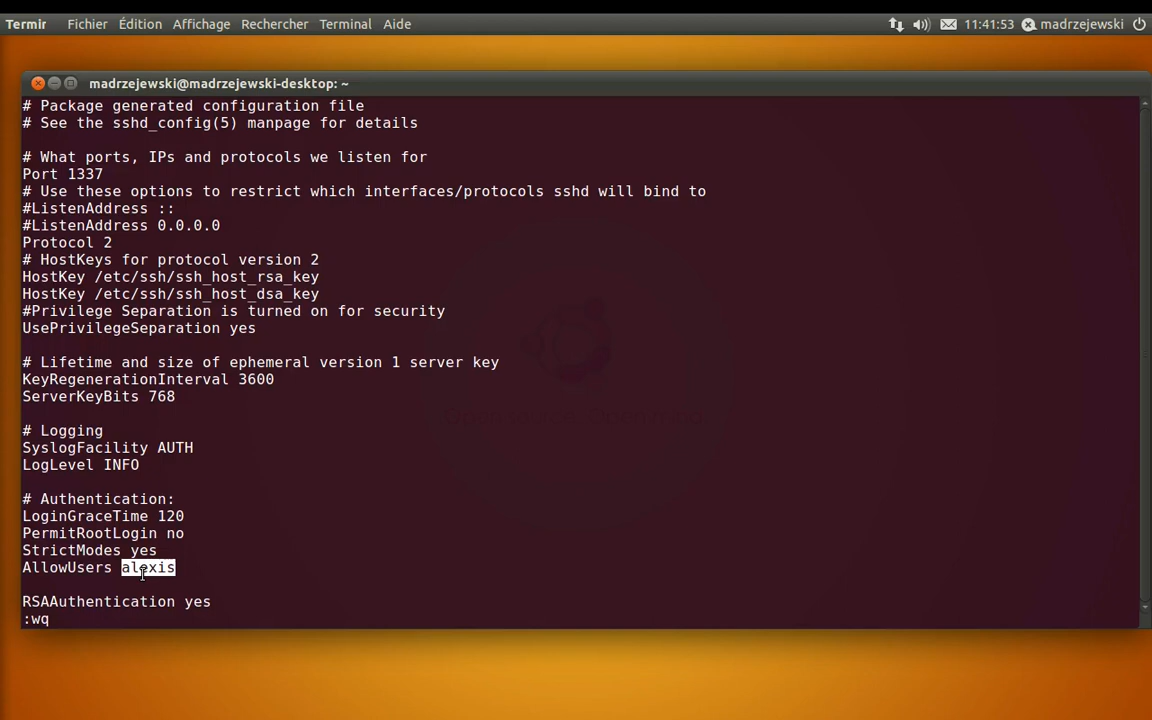 Termir Fichier Édition Affichage Rechercher Terminal Aide 11:41:53 madrzejewski
madrzejewski@madrzejewski-desktop: ~
# Package generated configuration file
# See the sshd_config(5) manpage for details
# What ports, IPs and protocols we listen for
Port 1337
# Use these options to restrict which interfaces/protocols sshd will bind to
#ListenAddress ::
#ListenAddress 0.0.0.0
Protocol 2
# HostKeys for protocol version 2
HostKey /etc/ssh/ssh_host_rsa_key
HostKey /etc/ssh/ssh_host_dsa_key
#Privilege Separation is turned on for security
UsePrivilegeSeparation yes
# Lifetime and size of ephemeral version 1 server key
KeyRegenerationInterval 3600
ServerKeyBits 768
# Logging
SyslogFacility AUTH
LogLevel INFO
# Authentication:
LoginGraceTime 120
PermitRootLogin no
StrictModes yes
AllowUsers alexis
RSAAuthentication yes
:wq